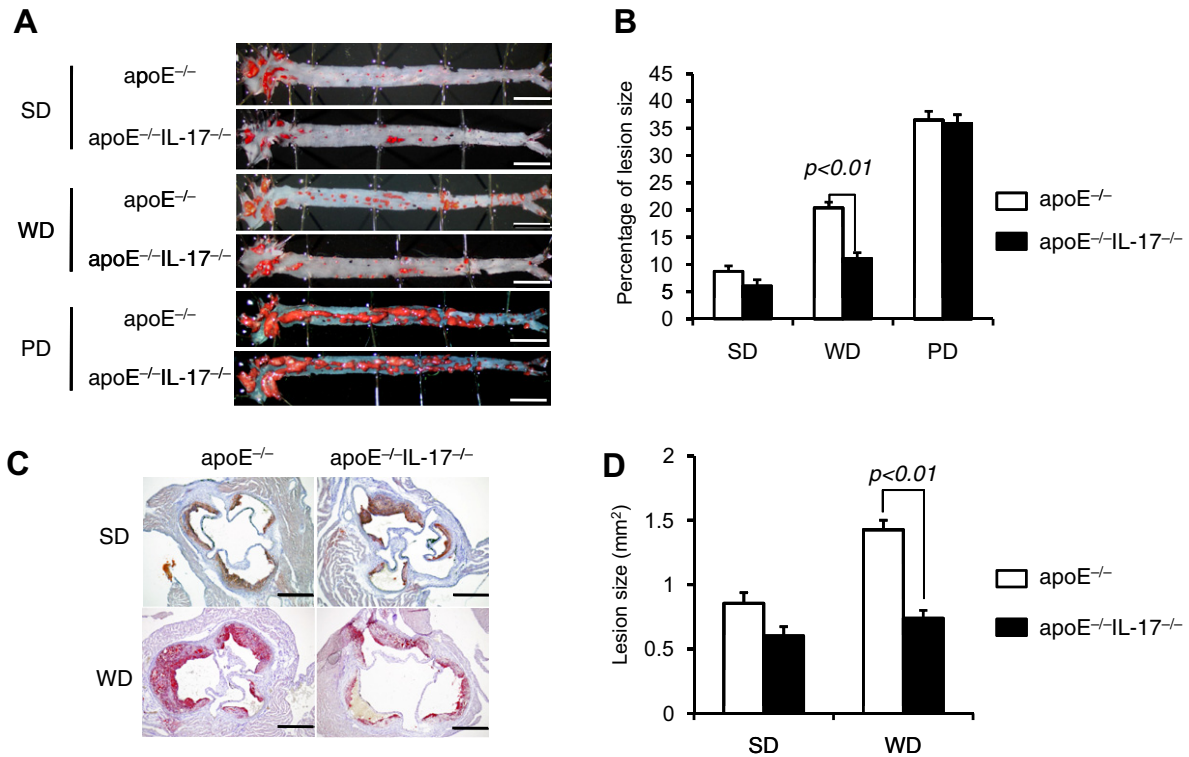 A
SD
apoE–/–
apoE–/–IL-17–/–
WD
apoE–/–
apoE–/–IL-17–/–
PD
apoE–/–
apoE–/–IL-17–/–
B
Percentage of lesion size
45
40
35
30
25
20
15
10
5
0
p<0.01
SD WD PD
apoE–/–
apoE–/–IL-17–/–
C
apoE–/– apoE–/–IL-17–/–
SD
WD
D
Lesion size (mm²)
2
1.5
1
0.5
0
p<0.01
SD WD
apoE–/–
apoE–/–IL-17–/–